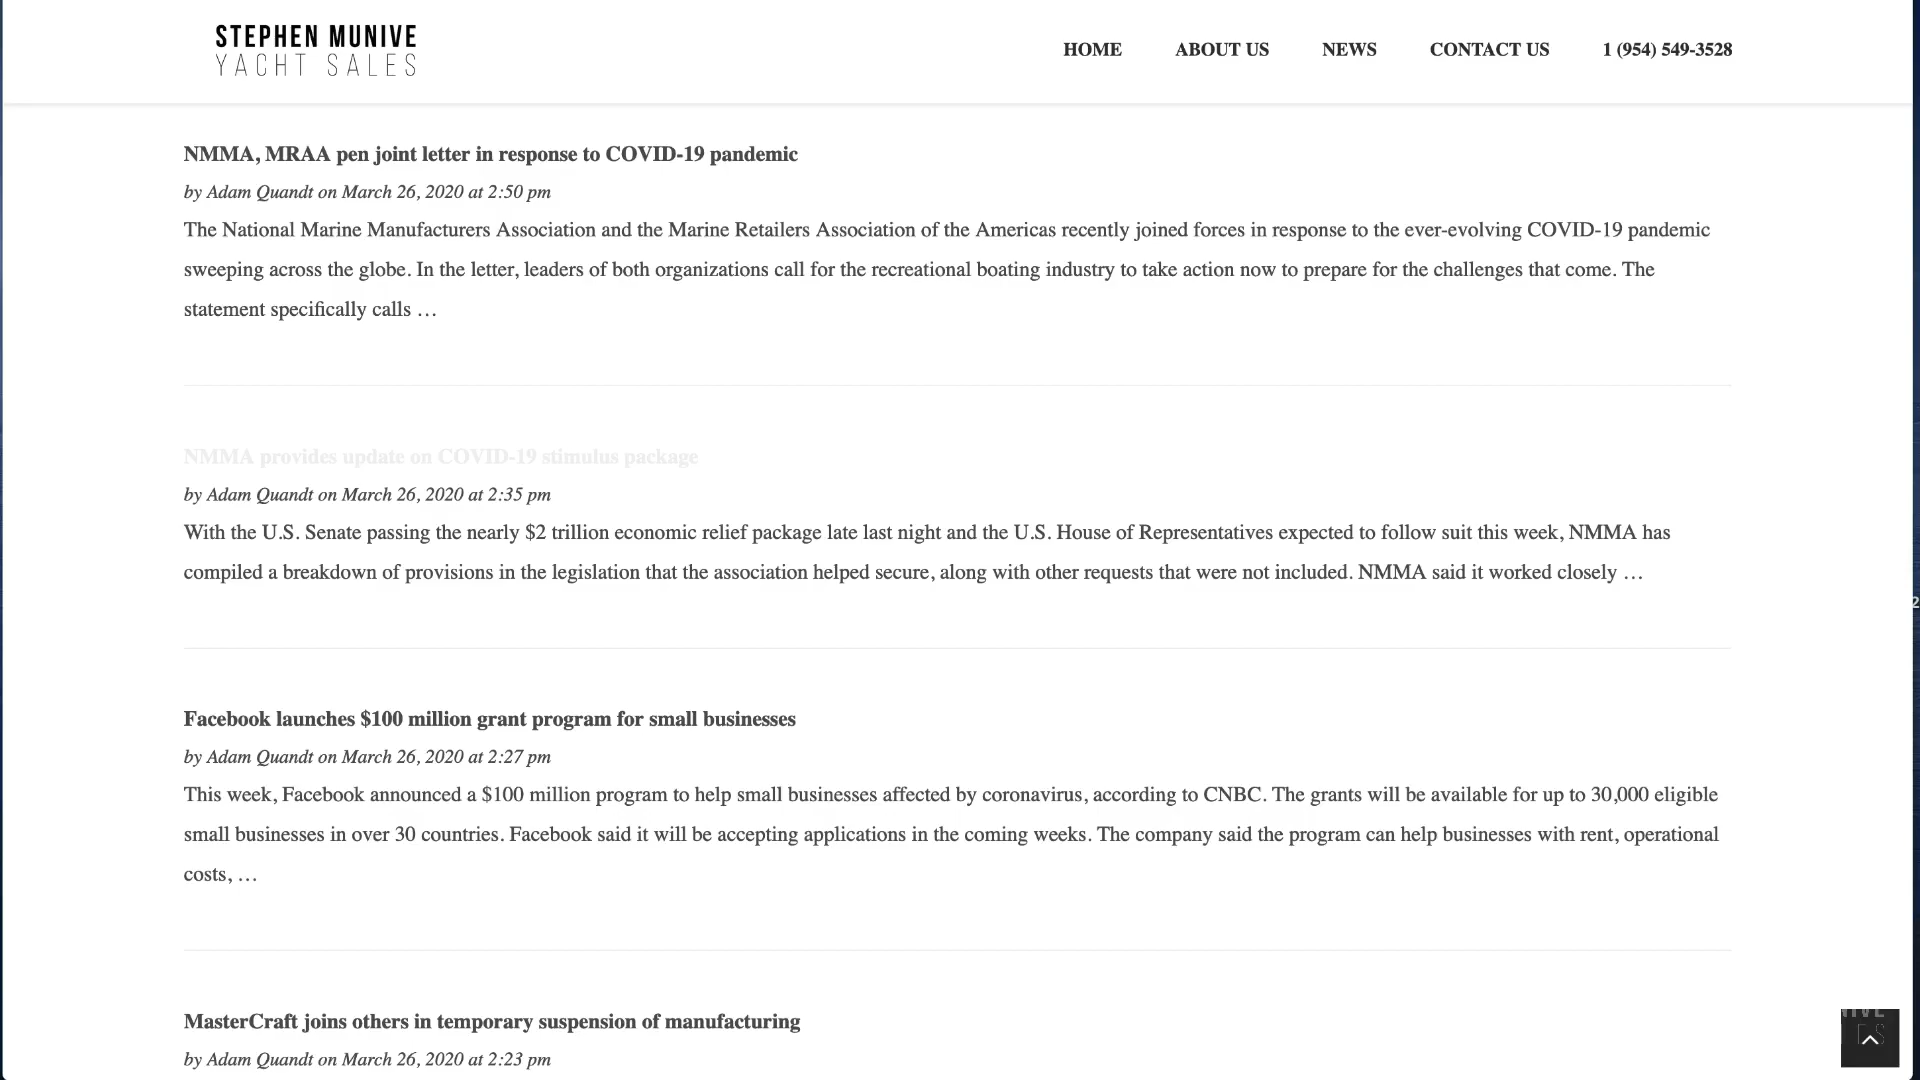 STEPHEN MUNIVE
YACHT SALES
HOME ABOUT US NEWS CONTACT US 1 (954) 549-3528
NMMA, MRAA pen joint letter in response to COVID-19 pandemic
by Adam Quandt on March 26, 2020 at 2:50 pm
The National Marine Manufacturers Association and the Marine Retailers Association of the Americas recently joined forces in response to the ever-evolving COVID-19 pandemic
sweeping across the globe. In the letter, leaders of both organizations call for the recreational boating industry to take action now to prepare for the challenges that come. The
statement specifically calls …
NMMA provides update on COVID-19 stimulus package
by Adam Quandt on March 26, 2020 at 2:35 pm
With the U.S. Senate passing the nearly $2 trillion economic relief package late last night and the U.S. House of Representatives expected to follow suit this week, NMMA has
compiled a breakdown of provisions in the legislation that the association helped secure, along with other requests that were not included. NMMA said it worked closely …
Facebook launches $100 million grant program for small businesses
by Adam Quandt on March 26, 2020 at 2:27 pm
This week, Facebook announced a $100 million program to help small businesses affected by coronavirus, according to CNBC. The grants will be available for up to 30,000 eligible
small businesses in over 30 countries. Facebook said it will be accepting applications in the coming weeks. The company said the program can help businesses with rent, operational
costs, …
MasterCraft joins others in temporary suspension of manufacturing
by Adam Quandt on March 26, 2020 at 2:23 pm